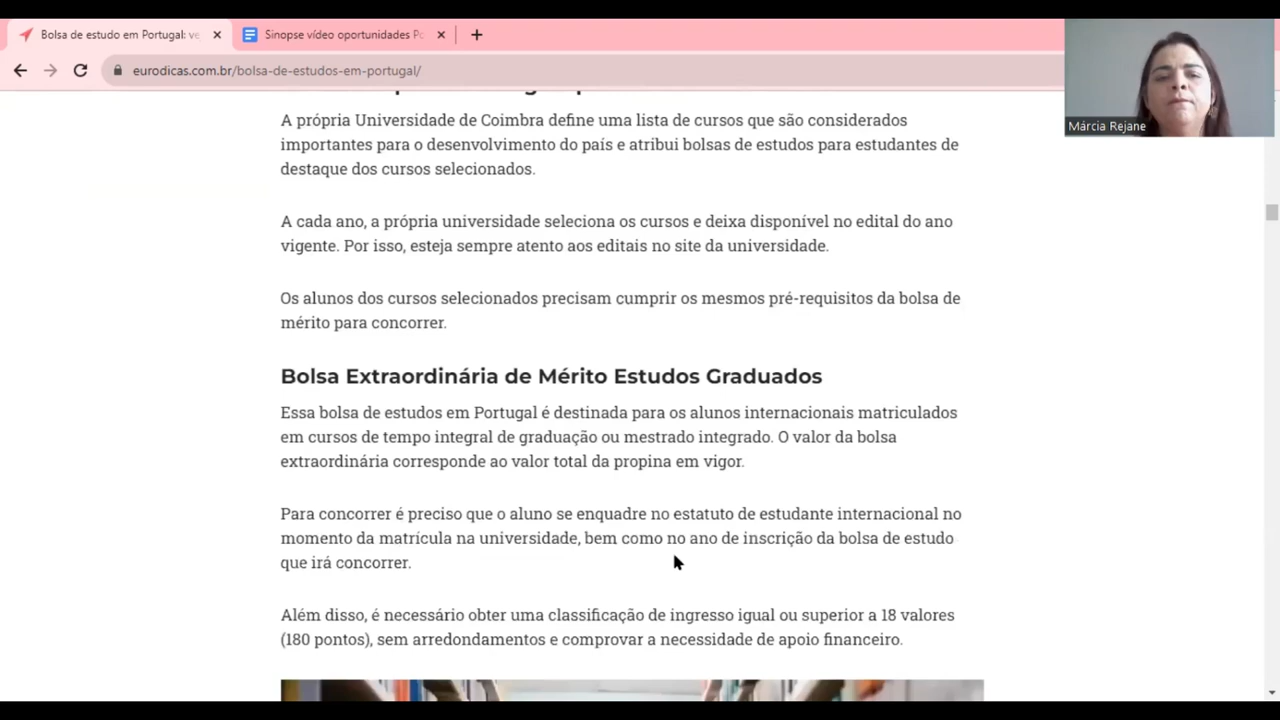 Bolsa de estudo em Portugal: ve
Sinopse vídeo oportunidades Po
eurodicas.com.br/bolsa-de-estudos-em-portugal/
Márcia Rejane
A própria Universidade de Coimbra define uma lista de cursos que são considerados
importantes para o desenvolvimento do país e atribui bolsas de estudos para estudantes de
destaque dos cursos selecionados.
A cada ano, a própria universidade seleciona os cursos e deixa disponível no edital do ano
vigente. Por isso, esteja sempre atento aos editais no site da universidade.
Os alunos dos cursos selecionados precisam cumprir os mesmos pré-requisitos da bolsa de
mérito para concorrer.
Bolsa Extraordinária de Mérito Estudos Graduados
Essa bolsa de estudos em Portugal é destinada para os alunos internacionais matriculados
em cursos de tempo integral de graduação ou mestrado integrado. O valor da bolsa
extraordinária corresponde ao valor total da propina em vigor.
Para concorrer é preciso que o aluno se enquadre no estatuto de estudante internacional no
momento da matrícula na universidade, bem como no ano de inscrição da bolsa de estudo
que irá concorrer.
Além disso, é necessário obter uma classificação de ingresso igual ou superior a 18 valores
(180 pontos), sem arredondamentos e comprovar a necessidade de apoio financeiro.